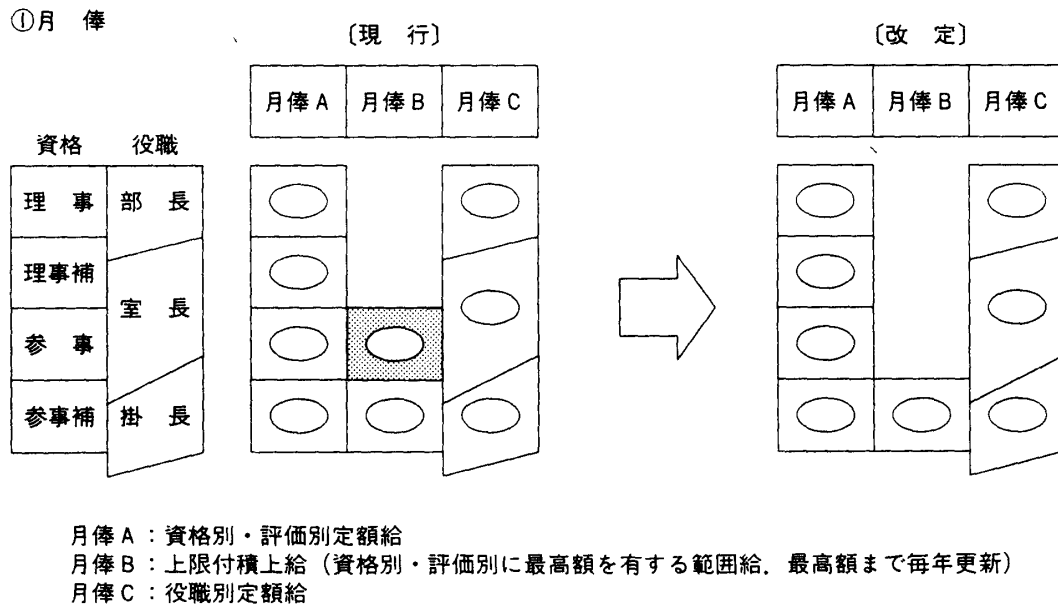 ①月 俸
〔現 行〕
〔改 定〕
月俸A 月俸B 月俸C
月俸A 月俸B 月俸C
資格 役職
理 事 部 長
理事補
室 長
参 事
参事補 掛 長
月俸A：資格別・評価別定額給
月俸B：上限付積上給（資格別・評価別に最高額を有する範囲給．最高額まで毎年更新）
月俸C：役職別定額給